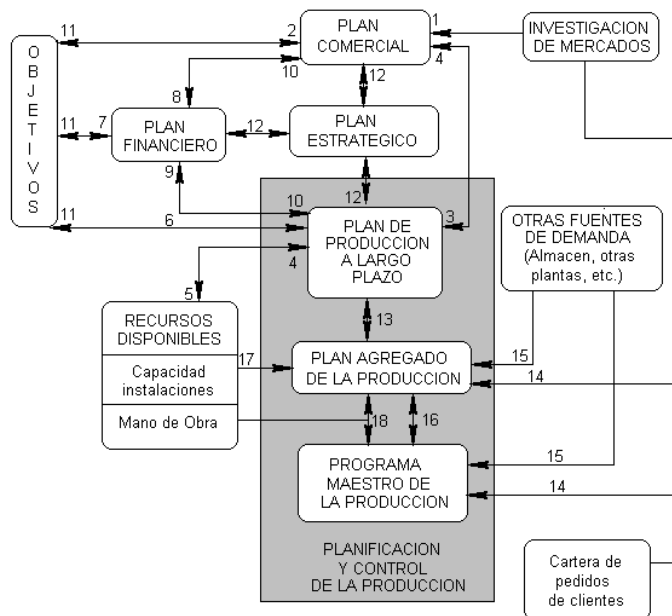 11
2
PLAN
COMERCIAL
1
4
INVESTIGACION
DE MERCADOS
OBJETIVOS
10
12
8
11
7
PLAN
FINANCIERO
12
PLAN
ESTRATEGICO
9
12
11
6
10
4
PLAN DE
PRODUCCION
A LARGO
PLAZO
3
OTRAS FUENTES
DE DEMANDA
(Almacen, otras
plantas, etc.)
5
RECURSOS
DISPONIBLES
Capacidad
instalaciones
Mano de Obra
13
17
PLAN AGREGADO
DE LA PRODUCCION
15
14
18
16
PROGRAMA
MAESTRO DE
LA PRODUCCION
15
14
PLANIFICACION
Y CONTROL
DE LA PRODUCCION
Cartera de
pedidos
de clientes